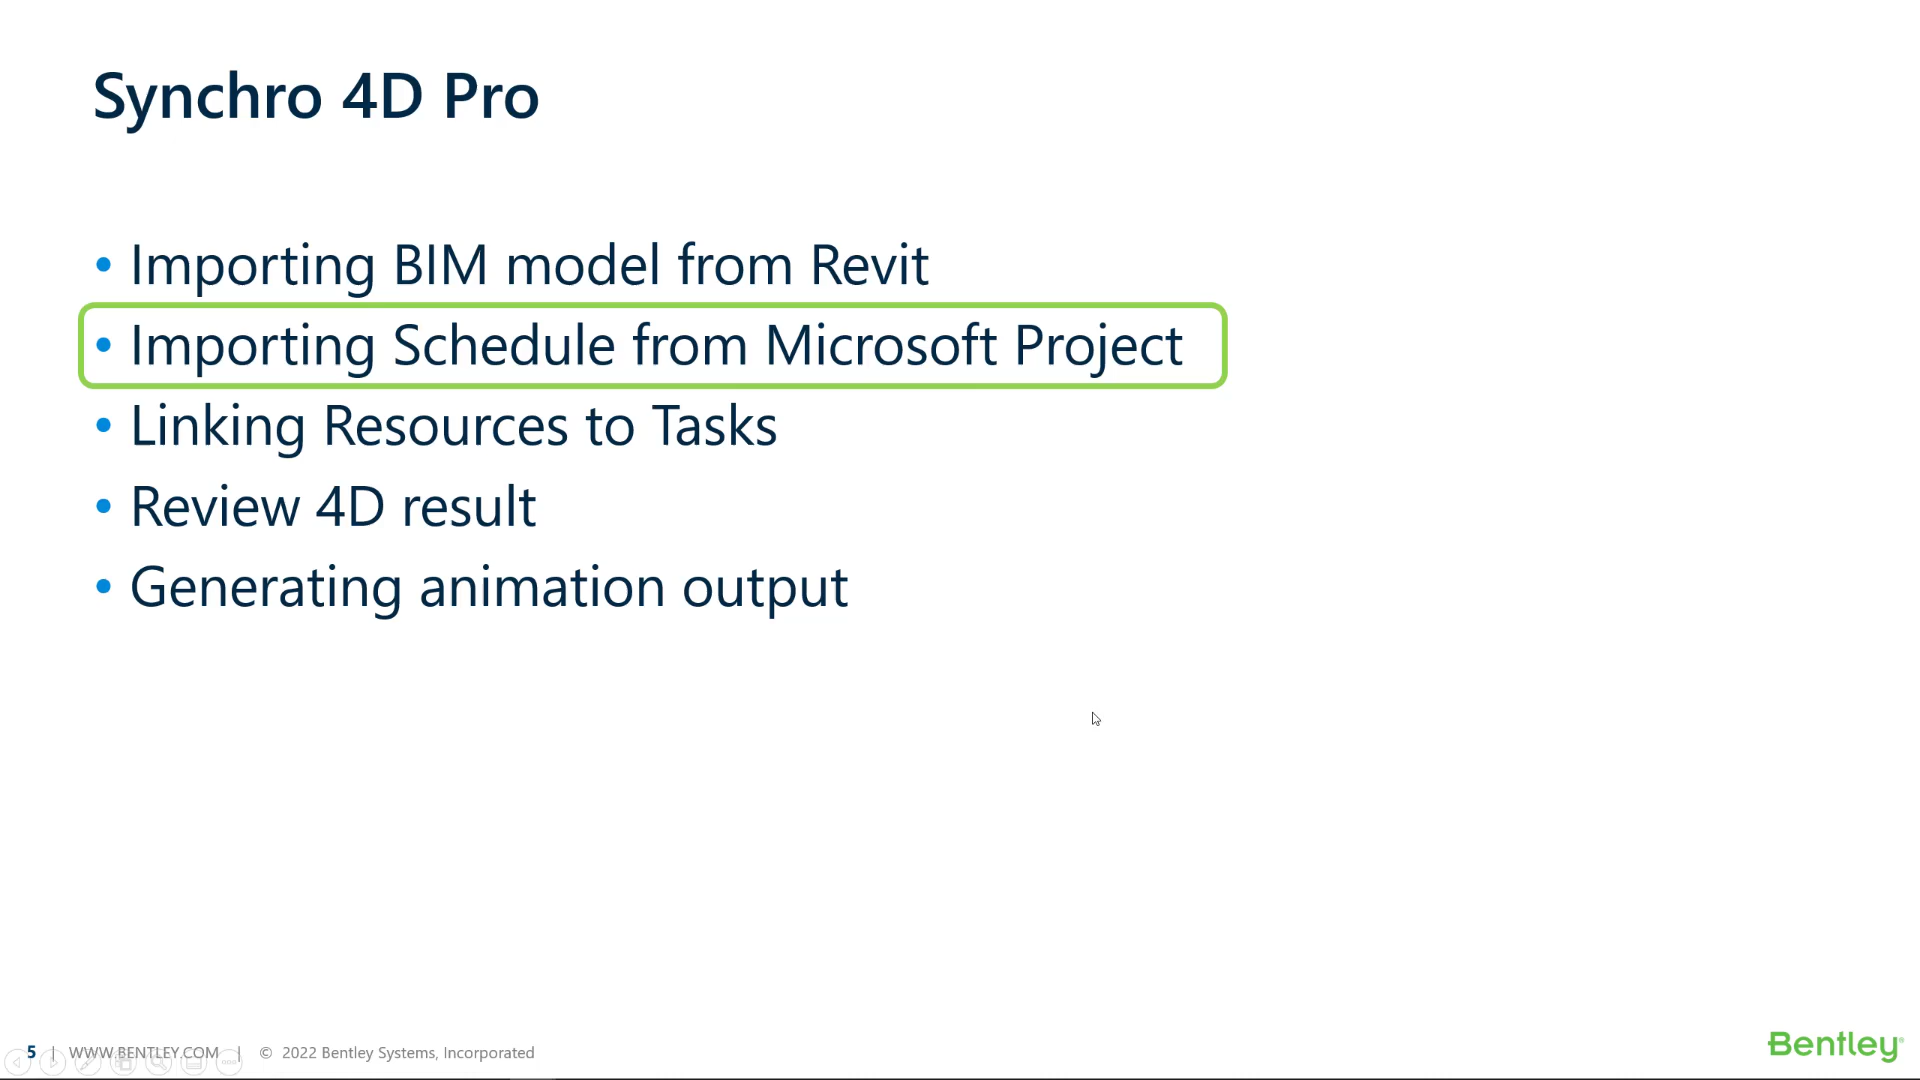 Synchro 4D Pro
• Importing BIM model from Revit
• Importing Schedule from Microsoft Project
• Linking Resources to Tasks
• Review 4D result
• Generating animation output
5 | WWW.BENTLEY.COM | © 2022 Bentley Systems, Incorporated
Bentley®